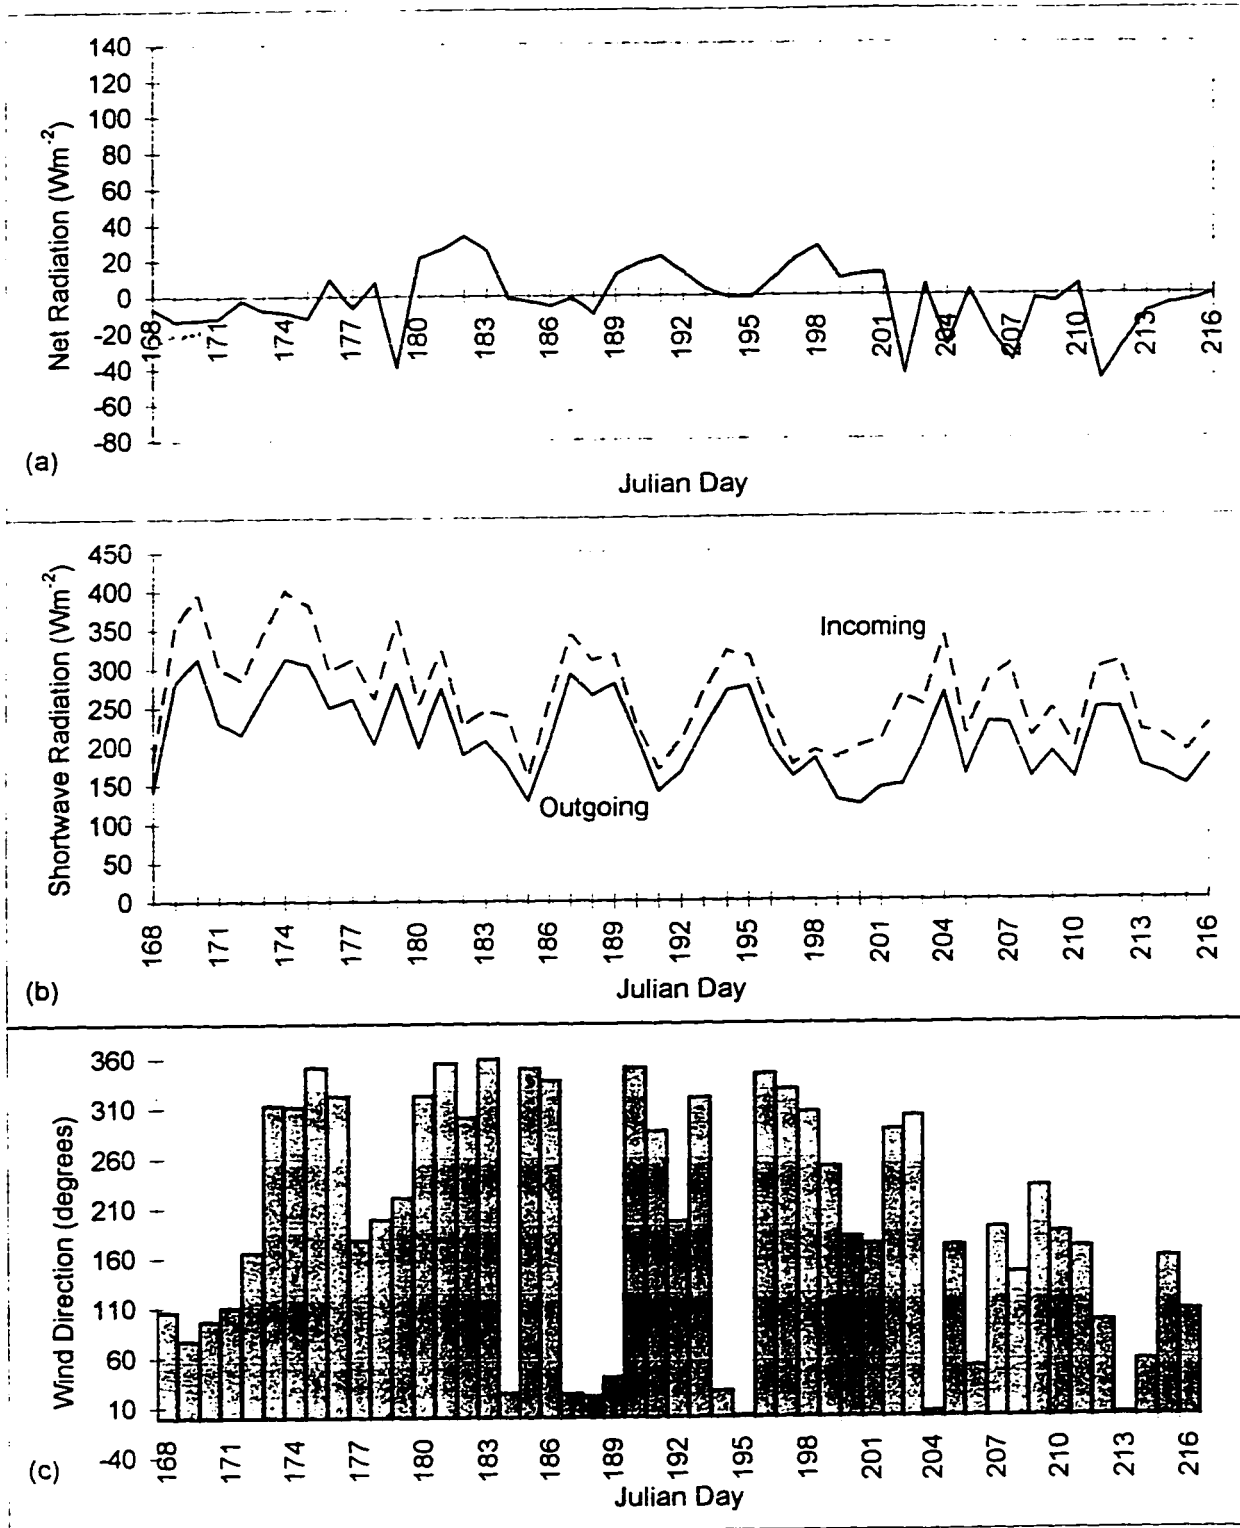 140
120
100
80
60
40
20
0
-20
-40
-60
-80
Net Radiation (Wm-2)
168 171 174 177 180 183 186 189 192 195 198 201 204 207 210 213 216
(a)
Julian Day
450
400
350
300
250
200
150
100
50
0
Shortwave Radiation (Wm-2)
Incoming
Outgoing
168 171 174 177 180 183 186 189 192 195 198 201 204 207 210 213 216
(b)
Julian Day
360
310
260
210
160
110
60
10
-40
Wind Direction (degrees)
168 171 174 177 180 183 186 189 192 195 198 201 204 207 210 213 216
(c)
Julian Day